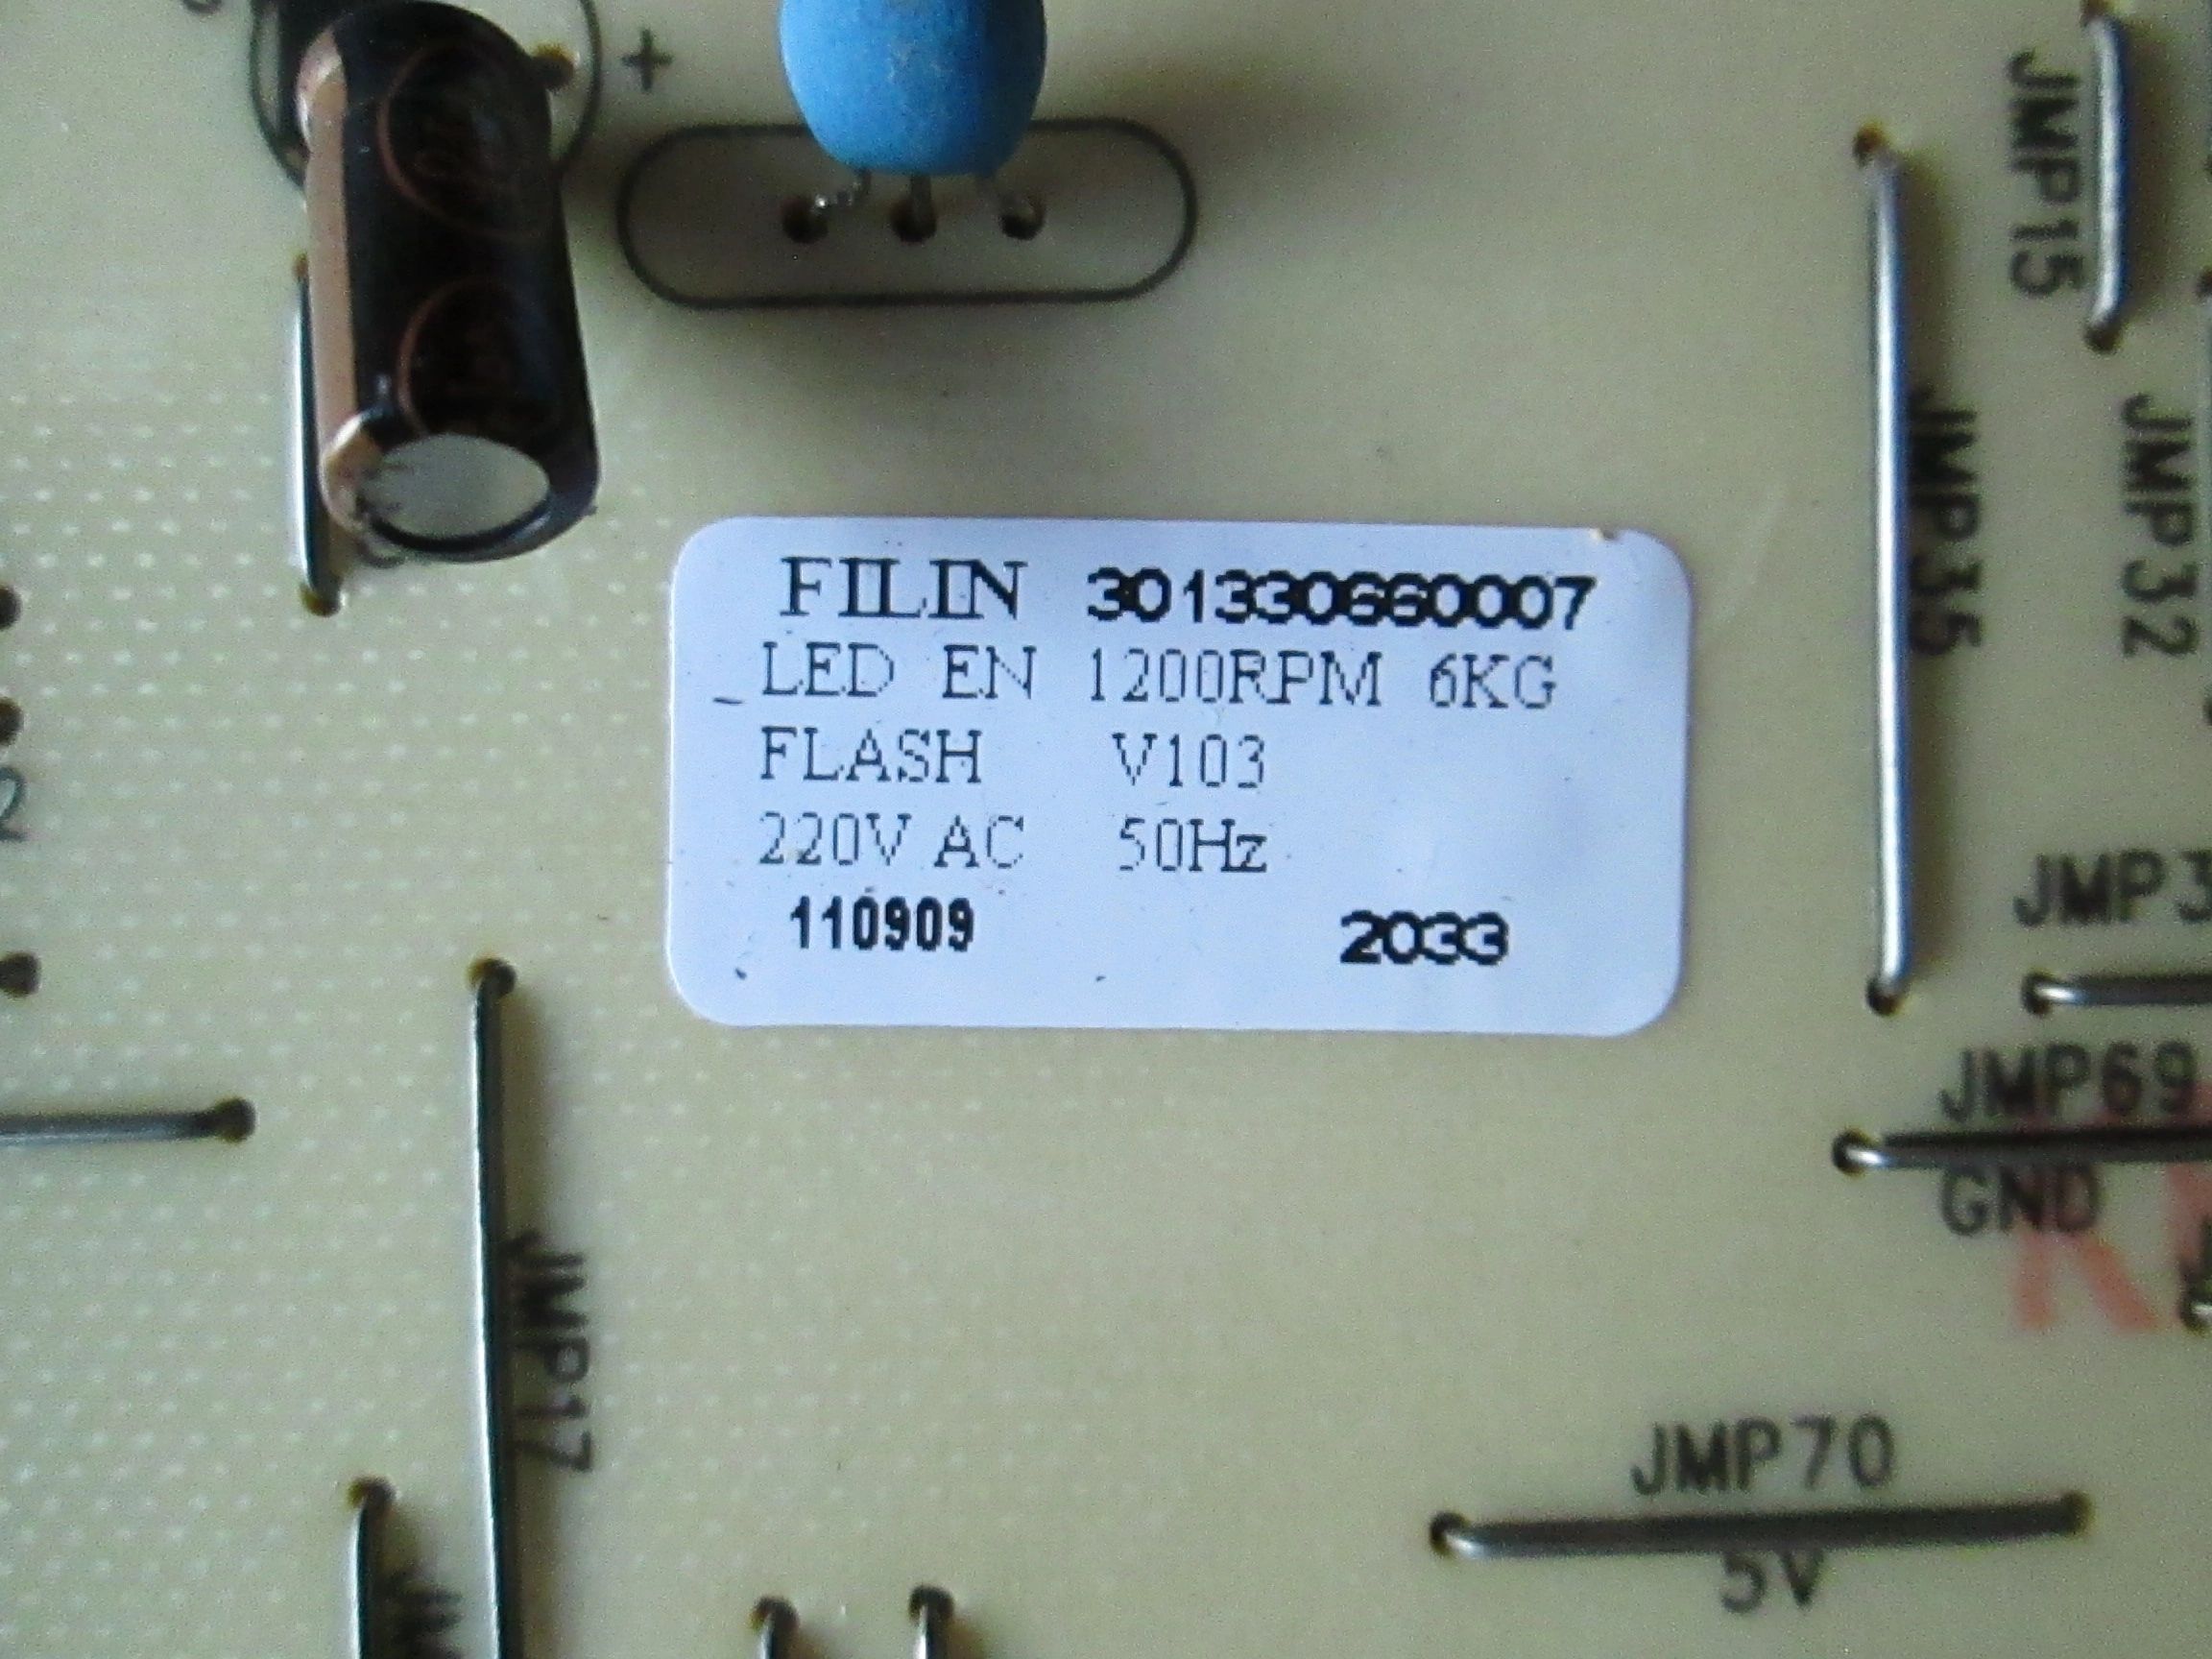 +
JMP15
JMP35
JMP32
FILIN 301330660007
LED EN 1200RPM 6KG
FLASH V103
220V AC 50Hz
110909 2033
2
JMP3
JMP69
GND
JMP17
JMP70
5V